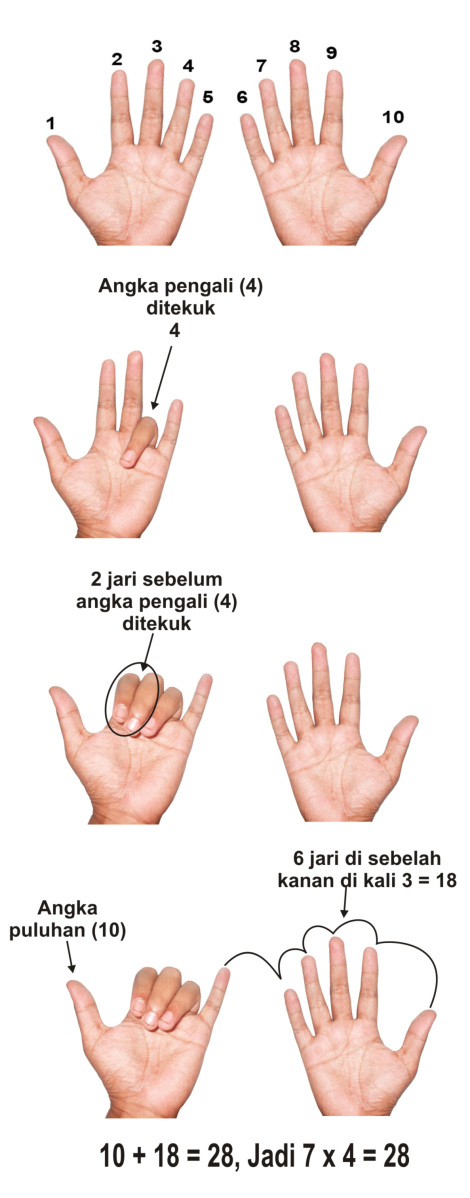 1
2
3
4
5
6
7
8
9
10
Angka pengali (4)
ditekuk
4
2 jari sebelum
angka pengali (4)
ditekuk
6 jari di sebelah
kanan di kali 3 = 18
Angka
puluhan (10)
10 + 18 = 28, Jadi 7 x 4 = 28